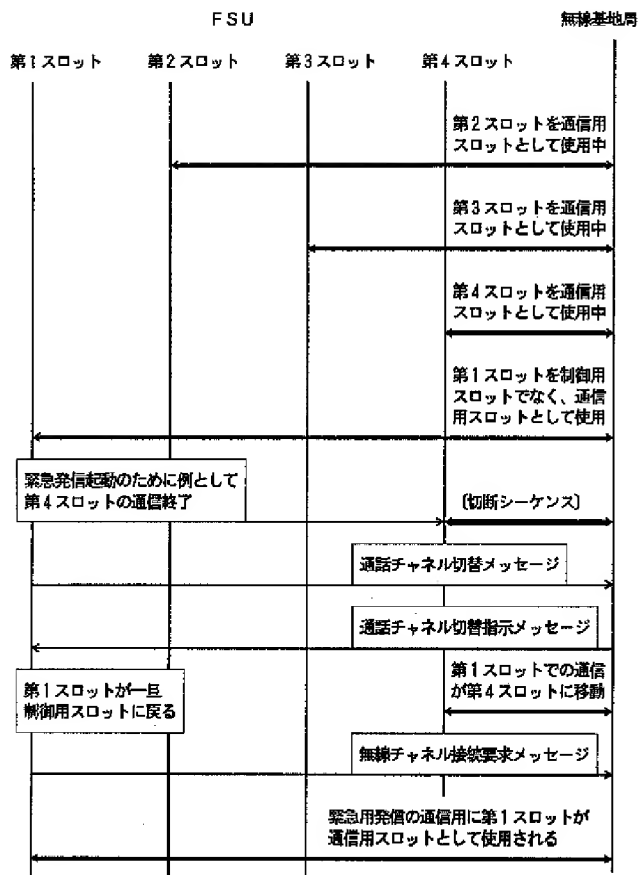 FSU
無線基地局
第1スロット
第2スロット
第3スロット
第4スロット
第2スロットを通信用
スロットとして使用中
第3スロットを通信用
スロットとして使用中
第4スロットを通信用
スロットとして使用中
第1スロットを制御用
スロットでなく、通信
用スロットとして使用
緊急発信起動のために例として
第4スロットの通信終了
〔切断シーケンス〕
通話チャネル切替メッセージ
通話チャネル切替指示メッセージ
第1スロットでの通信
が第4スロットに移動
第1スロットが一旦
制御用スロットに戻る
無線チャネル接続要求メッセージ
緊急用発信の通信用に第1スロットが
通信用スロットとして使用される